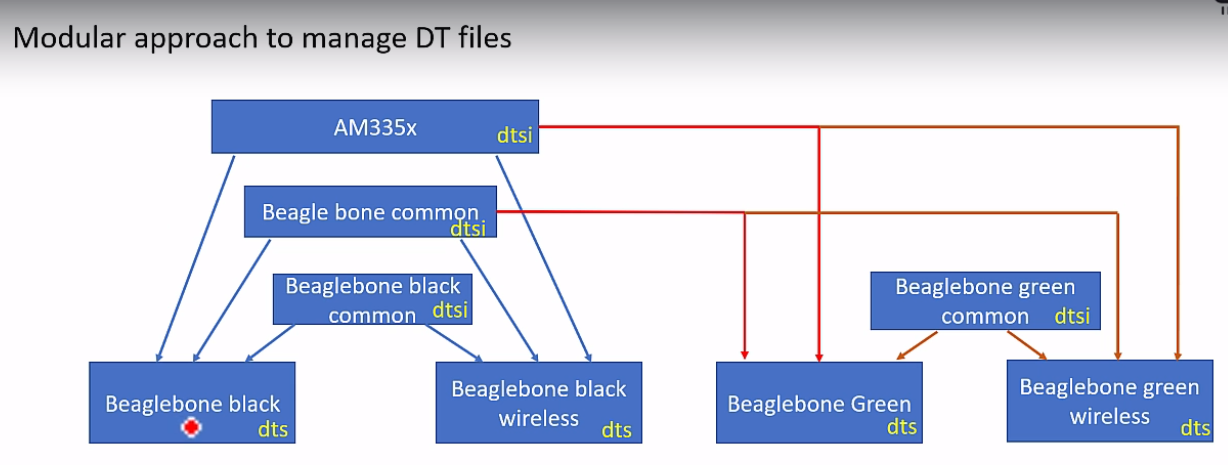 Modular approach to manage DT files
AM335x
dtsi
Beagle bone common
dtsi
Beaglebone black
common dtsi
Beaglebone green
common dtsi
Beaglebone black
dts
Beaglebone black
wireless
dts
Beaglebone Green
dts
Beaglebone green
wireless
dts